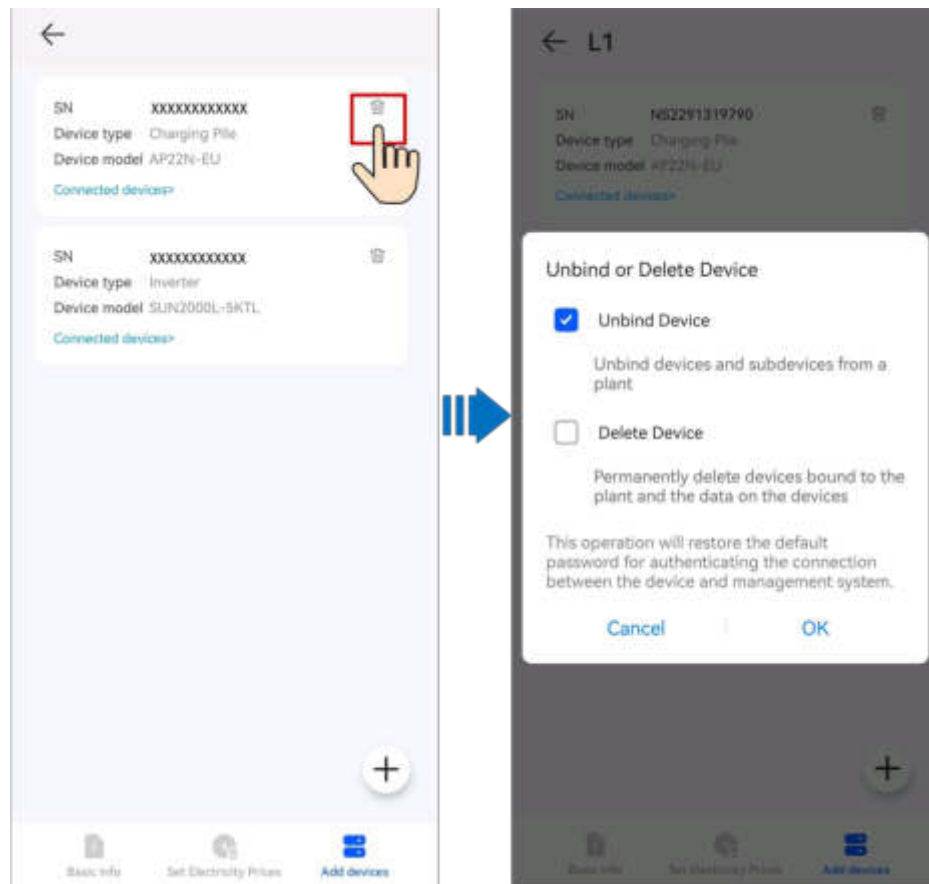 SN XXXXXXXXXXXX
Device type Charging Pile
Device model AP22N-EU
Connected devices>
SN XXXXXXXXXXXX
Device type Inverter
Device model SUN2000L-5KTL
Connected devices>
Basic Info
Set Electricity Prices
Add devices
L1
SN NS2291319790
Device type Charging Pile
Device model AP22N-EU
Connected devices>
Unbind or Delete Device
Unbind Device
Unbind devices and subdevices from a
plant
Delete Device
Permanently delete devices bound to the
plant and the data on the devices
This operation will restore the default
password for authenticating the connection
between the device and management system.
Cancel
OK
Basic Info
Set Electricity Prices
Add devices